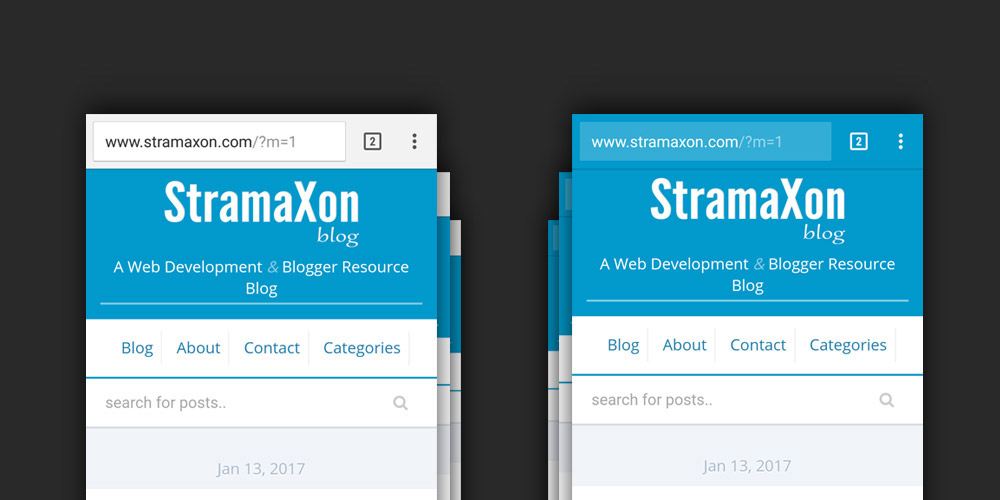 www.stramaxon.com/?m=1
2
StramaXon
blog
A Web Development & Blogger Resource
Blog
Blog
About
Contact
Categories
search for posts..
Jan 13, 2017
www.stramaxon.com/?m=1
2
StramaXon
blog
A Web Development & Blogger Resource
Blog
Blog
About
Contact
Categories
search for posts..
Jan 13, 2017